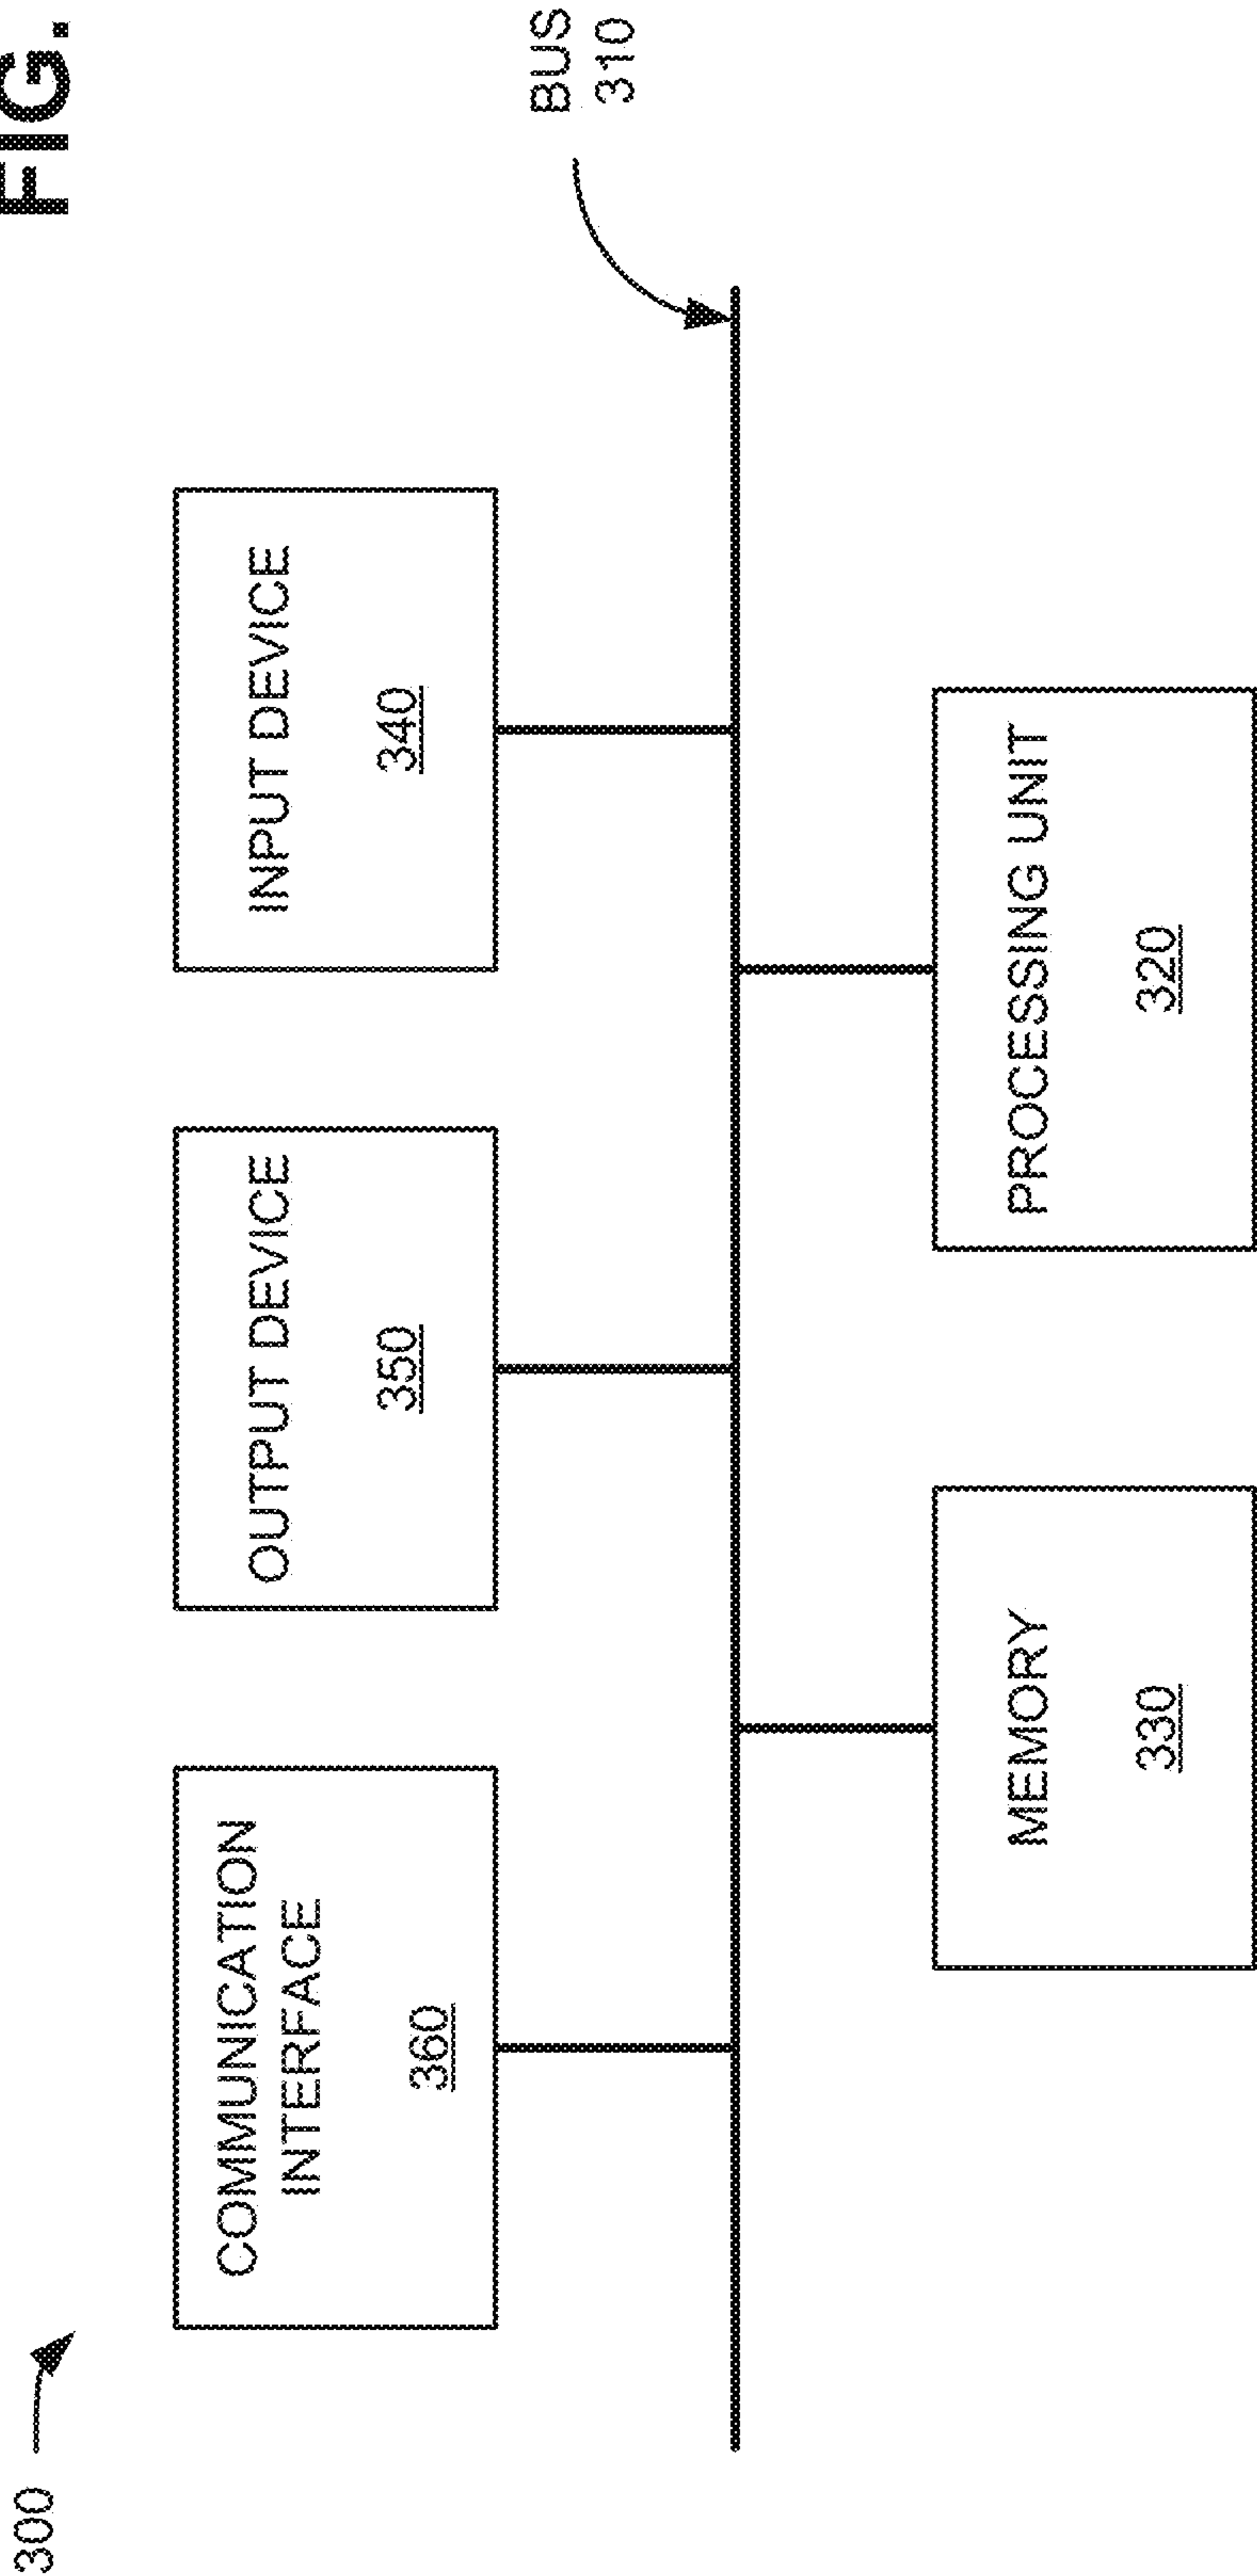 FIG.
300
COMMUNICATION
INTERFACE
360
OUTPUT DEVICE
350
INPUT DEVICE
340
BUS
310
MEMORY
330
PROCESSING UNIT
320